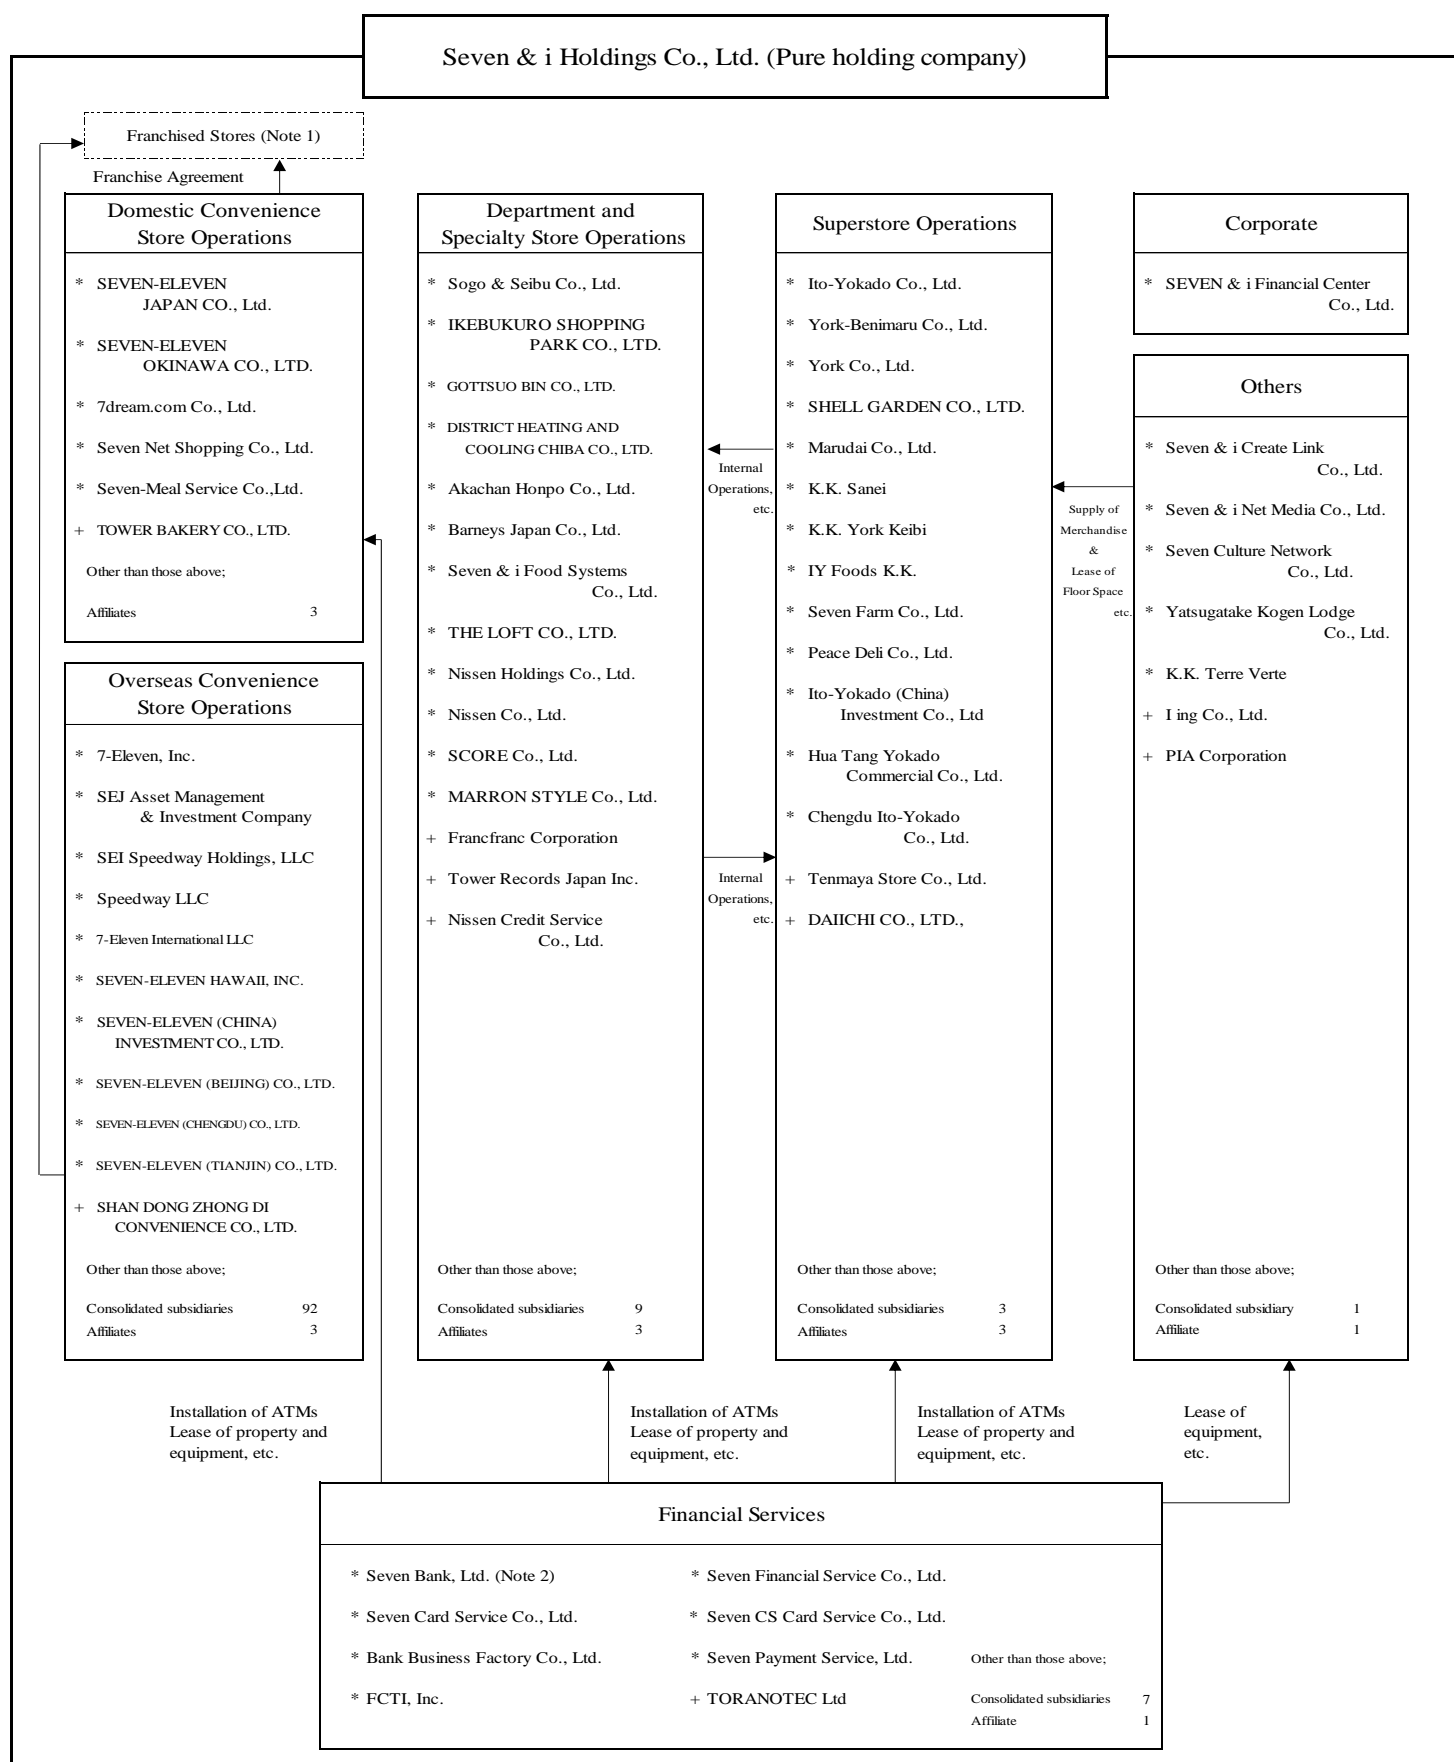 Seven & i Holdings Co., Ltd. (Pure holding company)
Franchised Stores (Note 1)
Franchise Agreement
Domestic Convenience
Store Operations
* SEVEN-ELEVEN
JAPAN CO., Ltd.
* SEVEN-ELEVEN
OKINAWA CO., LTD.
* 7dream.com Co., Ltd.
* Seven Net Shopping Co., Ltd.
* Seven-Meal Service Co.,Ltd.
+ TOWER BAKERY CO., LTD.
Other than those above;
Affiliates 3
Overseas Convenience
Store Operations
* 7-Eleven, Inc.
* SEJ Asset Management
& Investment Company
* SEI Speedway Holdings, LLC
* Speedway LLC
* 7-Eleven International LLC
* SEVEN-ELEVEN HAWAII, INC.
* SEVEN-ELEVEN (CHINA)
INVESTMENT CO., LTD.
* SEVEN-ELEVEN (BEIJING) CO., LTD.
* SEVEN-ELEVEN (CHENGDU) CO., LTD.
* SEVEN-ELEVEN (TIANJIN) CO., LTD.
+ SHAN DONG ZHONG DI
CONVENIENCE CO., LTD.
Other than those above;
Consolidated subsidiaries 92
Affiliates 3
Department and
Specialty Store Operations
* Sogo & Seibu Co., Ltd.
* IKEBUKURO SHOPPING
PARK CO., LTD.
* GOTTSUO BIN CO., LTD.
* DISTRICT HEATING AND
COOLING CHIBA CO., LTD.
* Akachan Honpo Co., Ltd.
* Barneys Japan Co., Ltd.
* Seven & i Food Systems
Co., Ltd.
* THE LOFT CO., LTD.
* Nissen Holdings Co., Ltd.
* Nissen Co., Ltd.
* SCORE Co., Ltd.
* MARRON STYLE Co., Ltd.
+ Francfranc Corporation
+ Tower Records Japan Inc.
+ Nissen Credit Service
Co., Ltd.
Other than those above;
Consolidated subsidiaries 9
Affiliates 3
Internal
Operations,
etc.
Internal
Operations,
etc.
Superstore Operations
* Ito-Yokado Co., Ltd.
* York-Benimaru Co., Ltd.
* York Co., Ltd.
* SHELL GARDEN CO., LTD.
* Marudai Co., Ltd.
* K.K. Sanei
* K.K. York Keibi
* IY Foods K.K.
* Seven Farm Co., Ltd.
* Peace Deli Co., Ltd.
* Ito-Yokado (China)
Investment Co., Ltd
* Hua Tang Yokado
Commercial Co., Ltd.
* Chengdu Ito-Yokado
Co., Ltd.
+ Tenmaya Store Co., Ltd.
+ DAIICHI CO., LTD.,
Other than those above;
Consolidated subsidiaries 3
Affiliates 3
Supply of
Merchandise
&
Lease of
Floor Space
etc.
Corporate
* SEVEN & i Financial Center
Co., Ltd.
Others
* Seven & i Create Link
Co., Ltd.
* Seven & i Net Media Co., Ltd.
* Seven Culture Network
Co., Ltd.
* Yatsugatake Kogen Lodge
Co., Ltd.
* K.K. Terre Verte
+ I ing Co., Ltd.
+ PIA Corporation
Other than those above;
Consolidated subsidiary 1
Affiliate 1
Installation of ATMs
Lease of property and
equipment, etc.
Installation of ATMs
Lease of property and
equipment, etc.
Installation of ATMs
Lease of property and
equipment, etc.
Lease of
equipment,
etc.
Financial Services
* Seven Bank, Ltd. (Note 2)
* Seven Card Service Co., Ltd.
* Bank Business Factory Co., Ltd.
* FCTI, Inc.
* Seven Financial Service Co., Ltd.
* Seven CS Card Service Co., Ltd.
* Seven Payment Service, Ltd.
+ TORANOTEC Ltd
Other than those above;
Consolidated subsidiaries 7
Affiliate 1